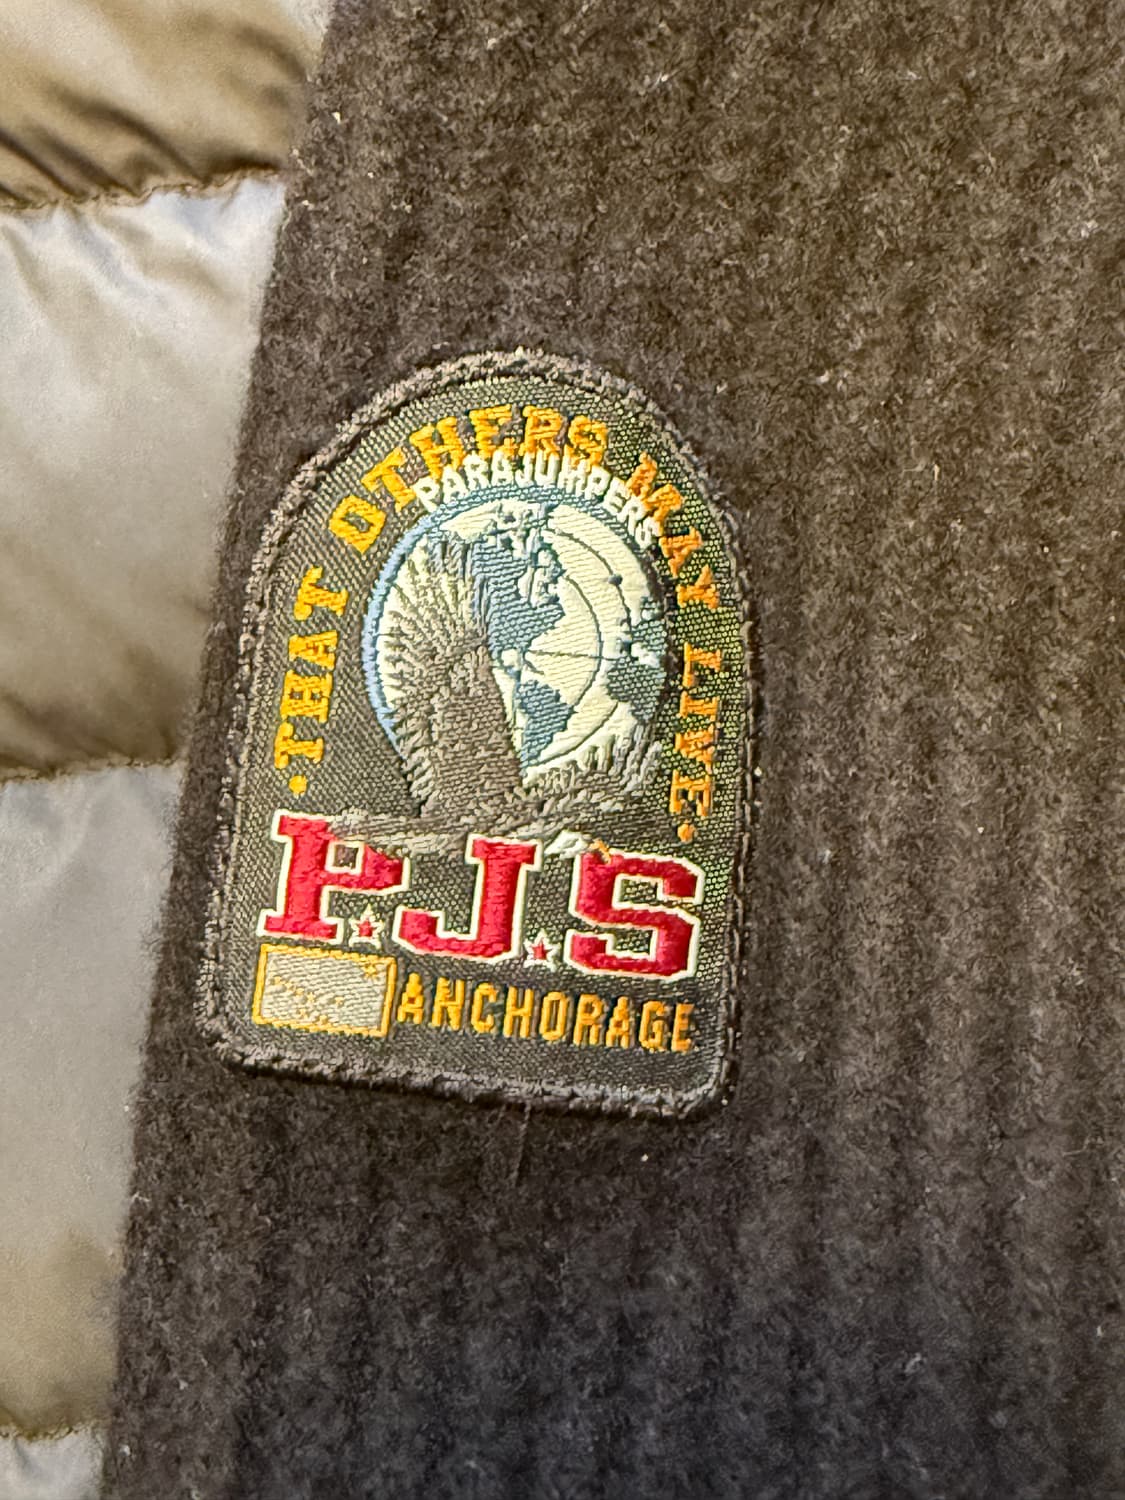 ·THAT OTHERS MAY LIVE·
PARAJUMPERS
P.J.S
ANCHORAGE